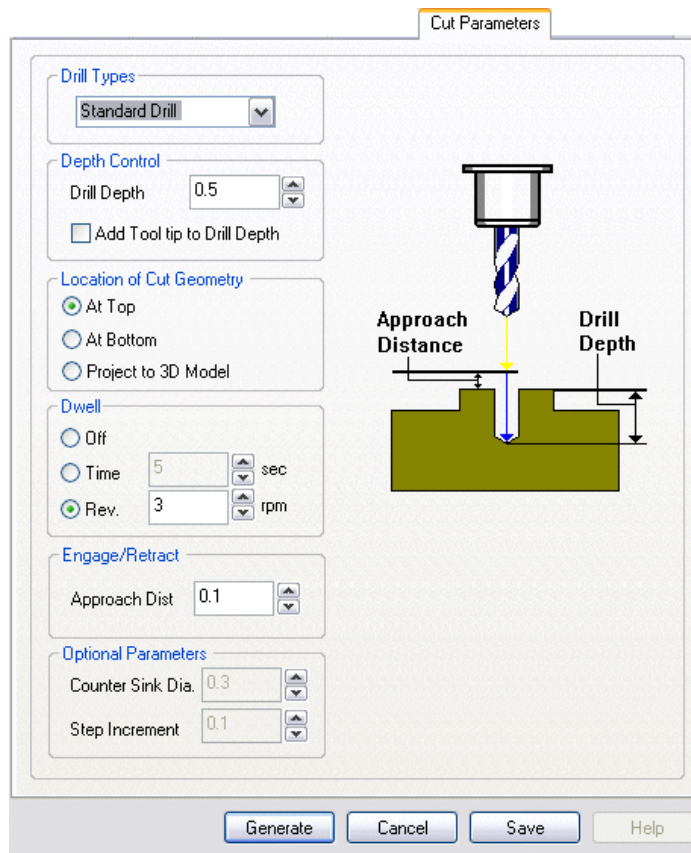 Cut Parameters
Drill Types
Standard Drill
Depth Control
Drill Depth 0.5
Add Tool tip to Drill Depth
Location of Cut Geometry
At Top
At Bottom
Project to 3D Model
Dwell
Off
Time 5 sec
Rev. 3 rpm
Engage/Retract
Approach Dist 0.1
Optional Parameters
Counter Sink Dia. 0.3
Step Increment 0.1
Approach
Distance
Drill
Depth
Generate Cancel Save Help